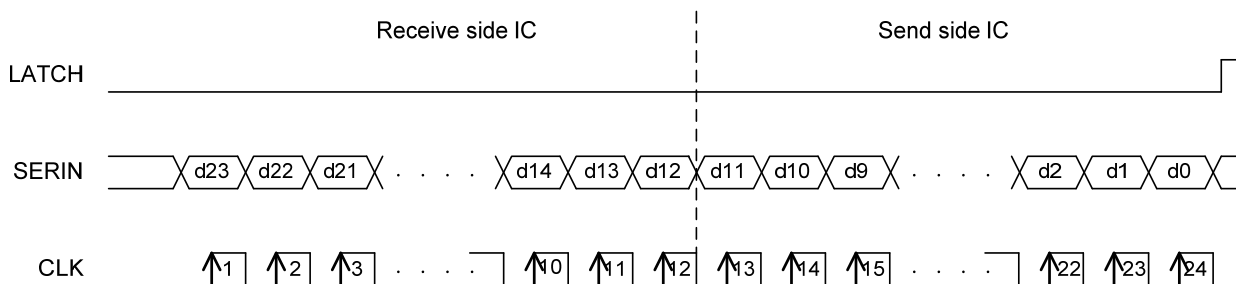 Receive side IC Send side IC
LATCH
SERIN d23 d22 d21 . . . . d14 d13 d12 d11 d10 d9 . . . . d2 d1 d0
CLK 1 2 3 . . . . 10 11 12 13 14 15 . . . . 22 23 24